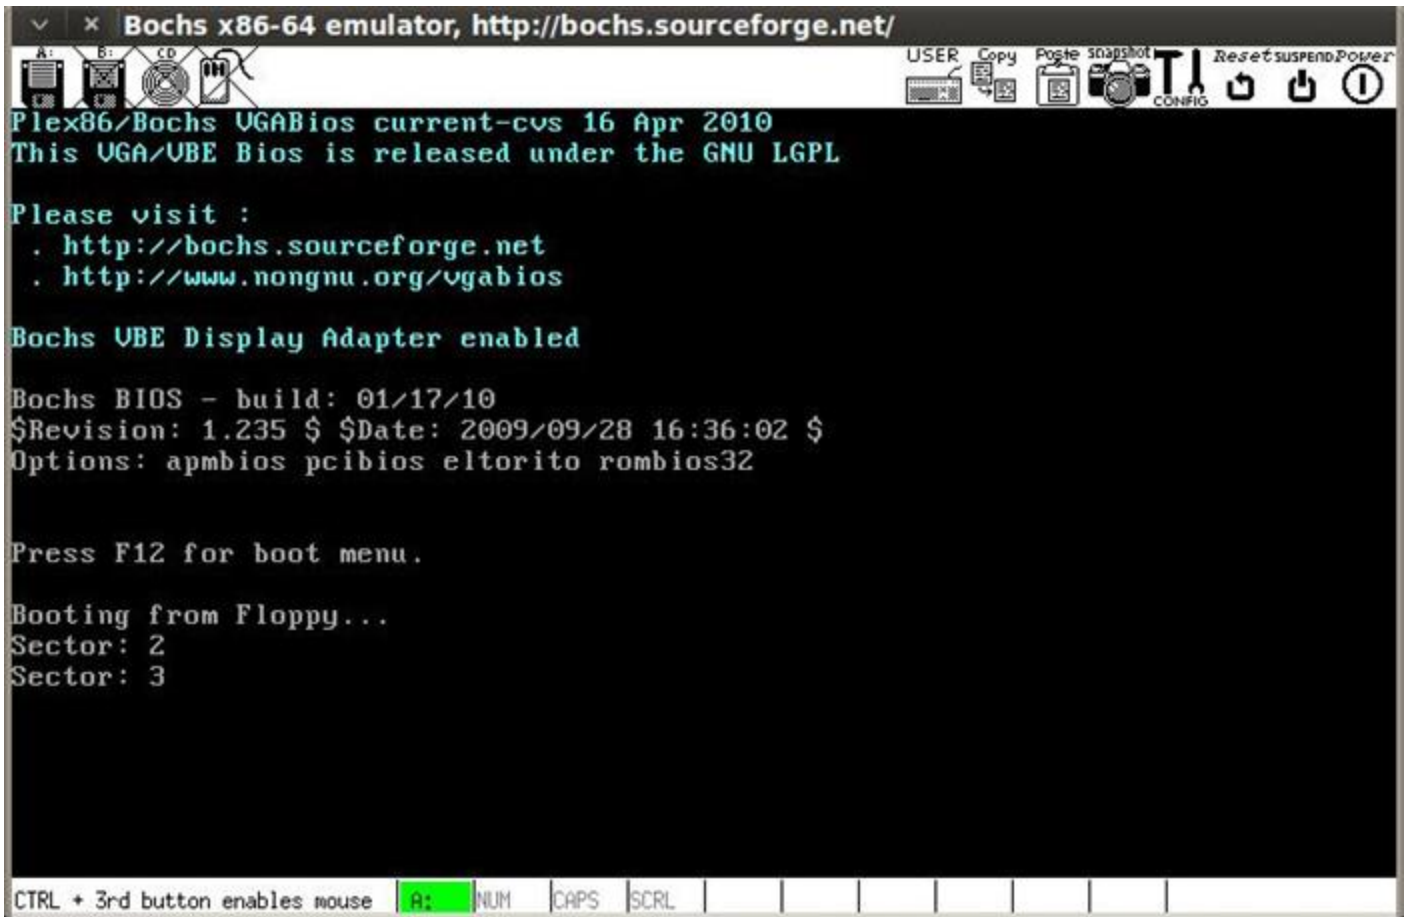 Bochs x86-64 emulator, http://bochs.sourceforge.net/
A: B: CD USER Copy Paste snapshot CONFIG Reset SUSPEND Power
Plex86/Bochs VGABios current-cvs 16 Apr 2010
This VGA/VBE Bios is released under the GNU LGPL
Please visit :
. http://bochs.sourceforge.net
. http://www.nongnu.org/vgabios
Bochs VBE Display Adapter enabled
Bochs BIOS - build: 01/17/10
$Revision: 1.235 $ $Date: 2009/09/28 16:36:02 $
Options: apmbios pcibios eltorito rombios32
Press F12 for boot menu.
Booting from Floppy...
Sector: 2
Sector: 3
CTRL + 3rd button enables mouse A: NUM CAPS SCRL